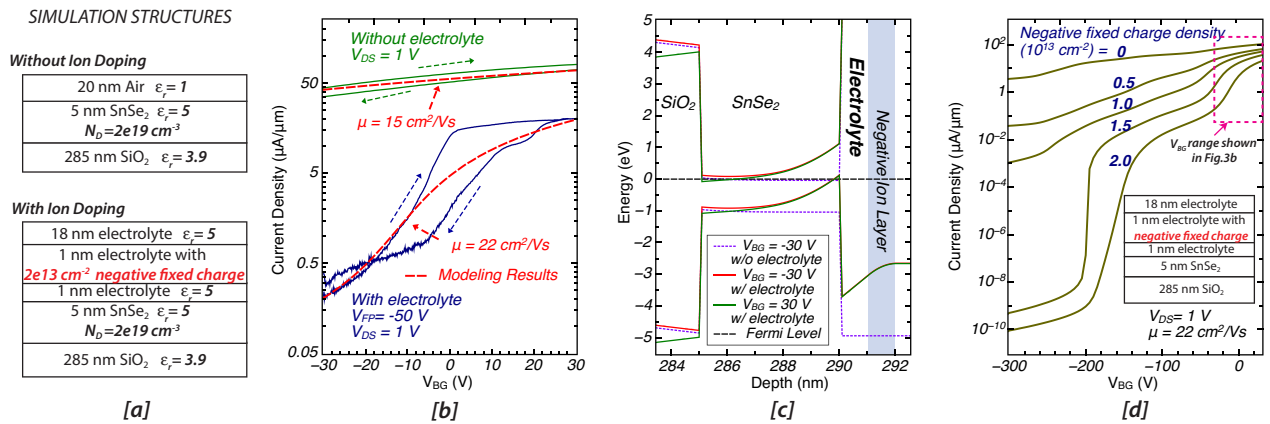 SIMULATION STRUCTURES
Without Ion Doping
20 nm Air εr= 1
5 nm SnSe2 εr= 5
ND=2e19 cm-3
285 nm SiO2 εr= 3.9
With Ion Doping
18 nm electrolyte εr= 5
1 nm electrolyte with
2e13 cm-2 negative fixed charge
1 nm electrolyte εr= 5
5 nm SnSe2 εr= 5
ND=2e19 cm-3
285 nm SiO2 εr= 3.9
[a]
Current Density (μA/μm)
50
5
0.5
0.05
Without electrolyte
VDS= 1 V
μ = 15 cm2/Vs
μ = 22 cm2/Vs
Modeling Results
With electrolyte
VFP= -50 V
VDS= 1 V
−30 −20 −10 0 10 20 30
VBG (V)
[b]
Energy (eV)
5
4
3
2
1
0
−1
−2
−3
−4
−5
SiO2
SnSe2
Electrolyte
Negative Ion Layer
VBG = -30 V
w/o electrolyte
VBG = -30 V
w/ electrolyte
VBG = 30 V
w/ electrolyte
Fermi Level
284 286 288 290 292
Depth (nm)
[c]
Current Density (μA/μm)
10^2
1
10^−2
10^−4
10^−6
10^−8
10^−10
Negative fixed charge density
(10^13 cm-2) = 0
0.5
1.0
1.5
2.0
VBG range shown
in Fig.3b
18 nm electrolyte
1 nm electrolyte with
negative fixed charge
1 nm electrolyte
5 nm SnSe2
285 nm SiO2
VDS= 1 V
μ = 22 cm2/Vs
−300 −200 −100 0
VBG (V)
[d]